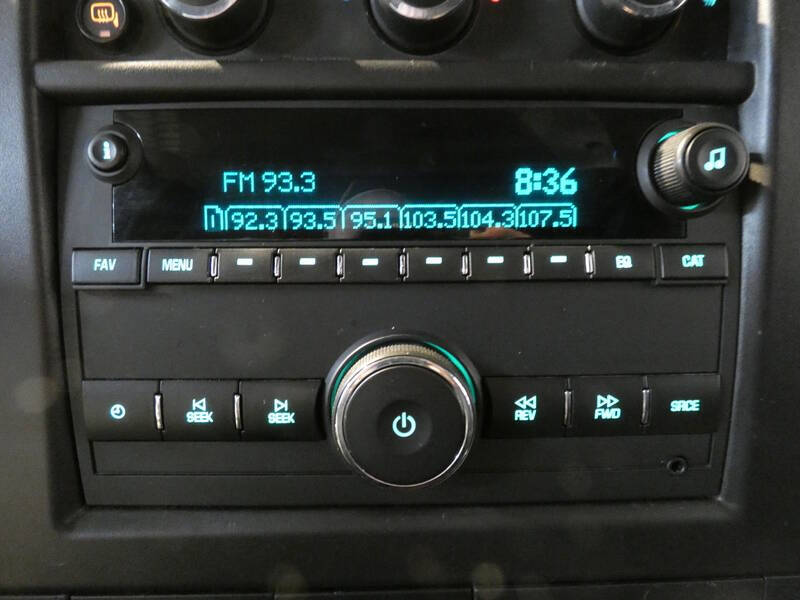 FM 93.3 8:36
92.3 93.5 95.1 103.5 104.3 107.5
FAV MENU EQ CAT
SEEK SEEK REV FWD SRCE